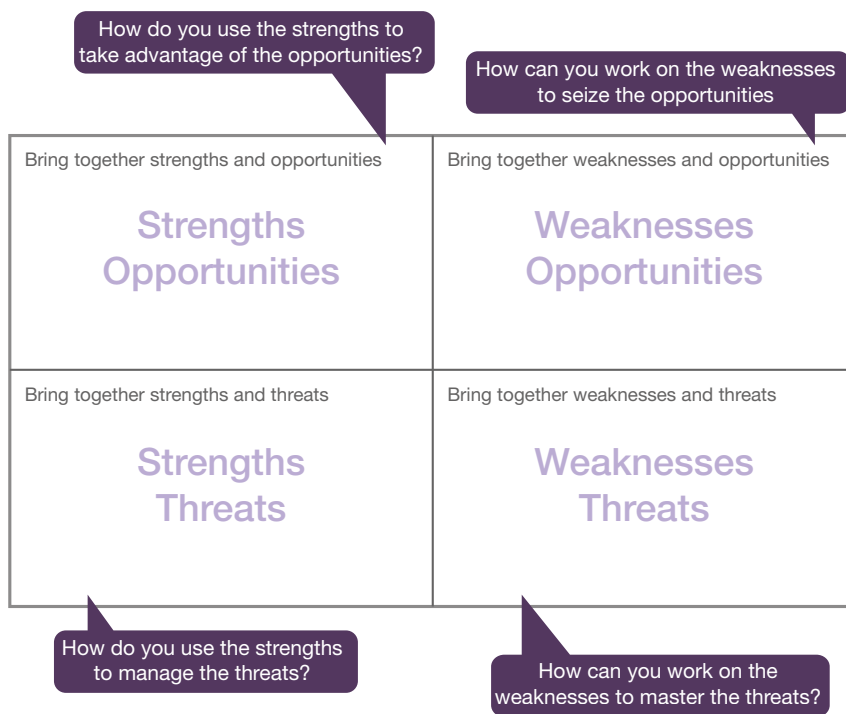 How do you use the strengths to
take advantage of the opportunities?
How can you work on the weaknesses
to seize the opportunities
Bring together strengths and opportunities
Strengths
Opportunities
Bring together weaknesses and opportunities
Weaknesses
Opportunities
Bring together strengths and threats
Strengths
Threats
Bring together weaknesses and threats
Weaknesses
Threats
How do you use the strengths
to manage the threats?
How can you work on the
weaknesses to master the threats?